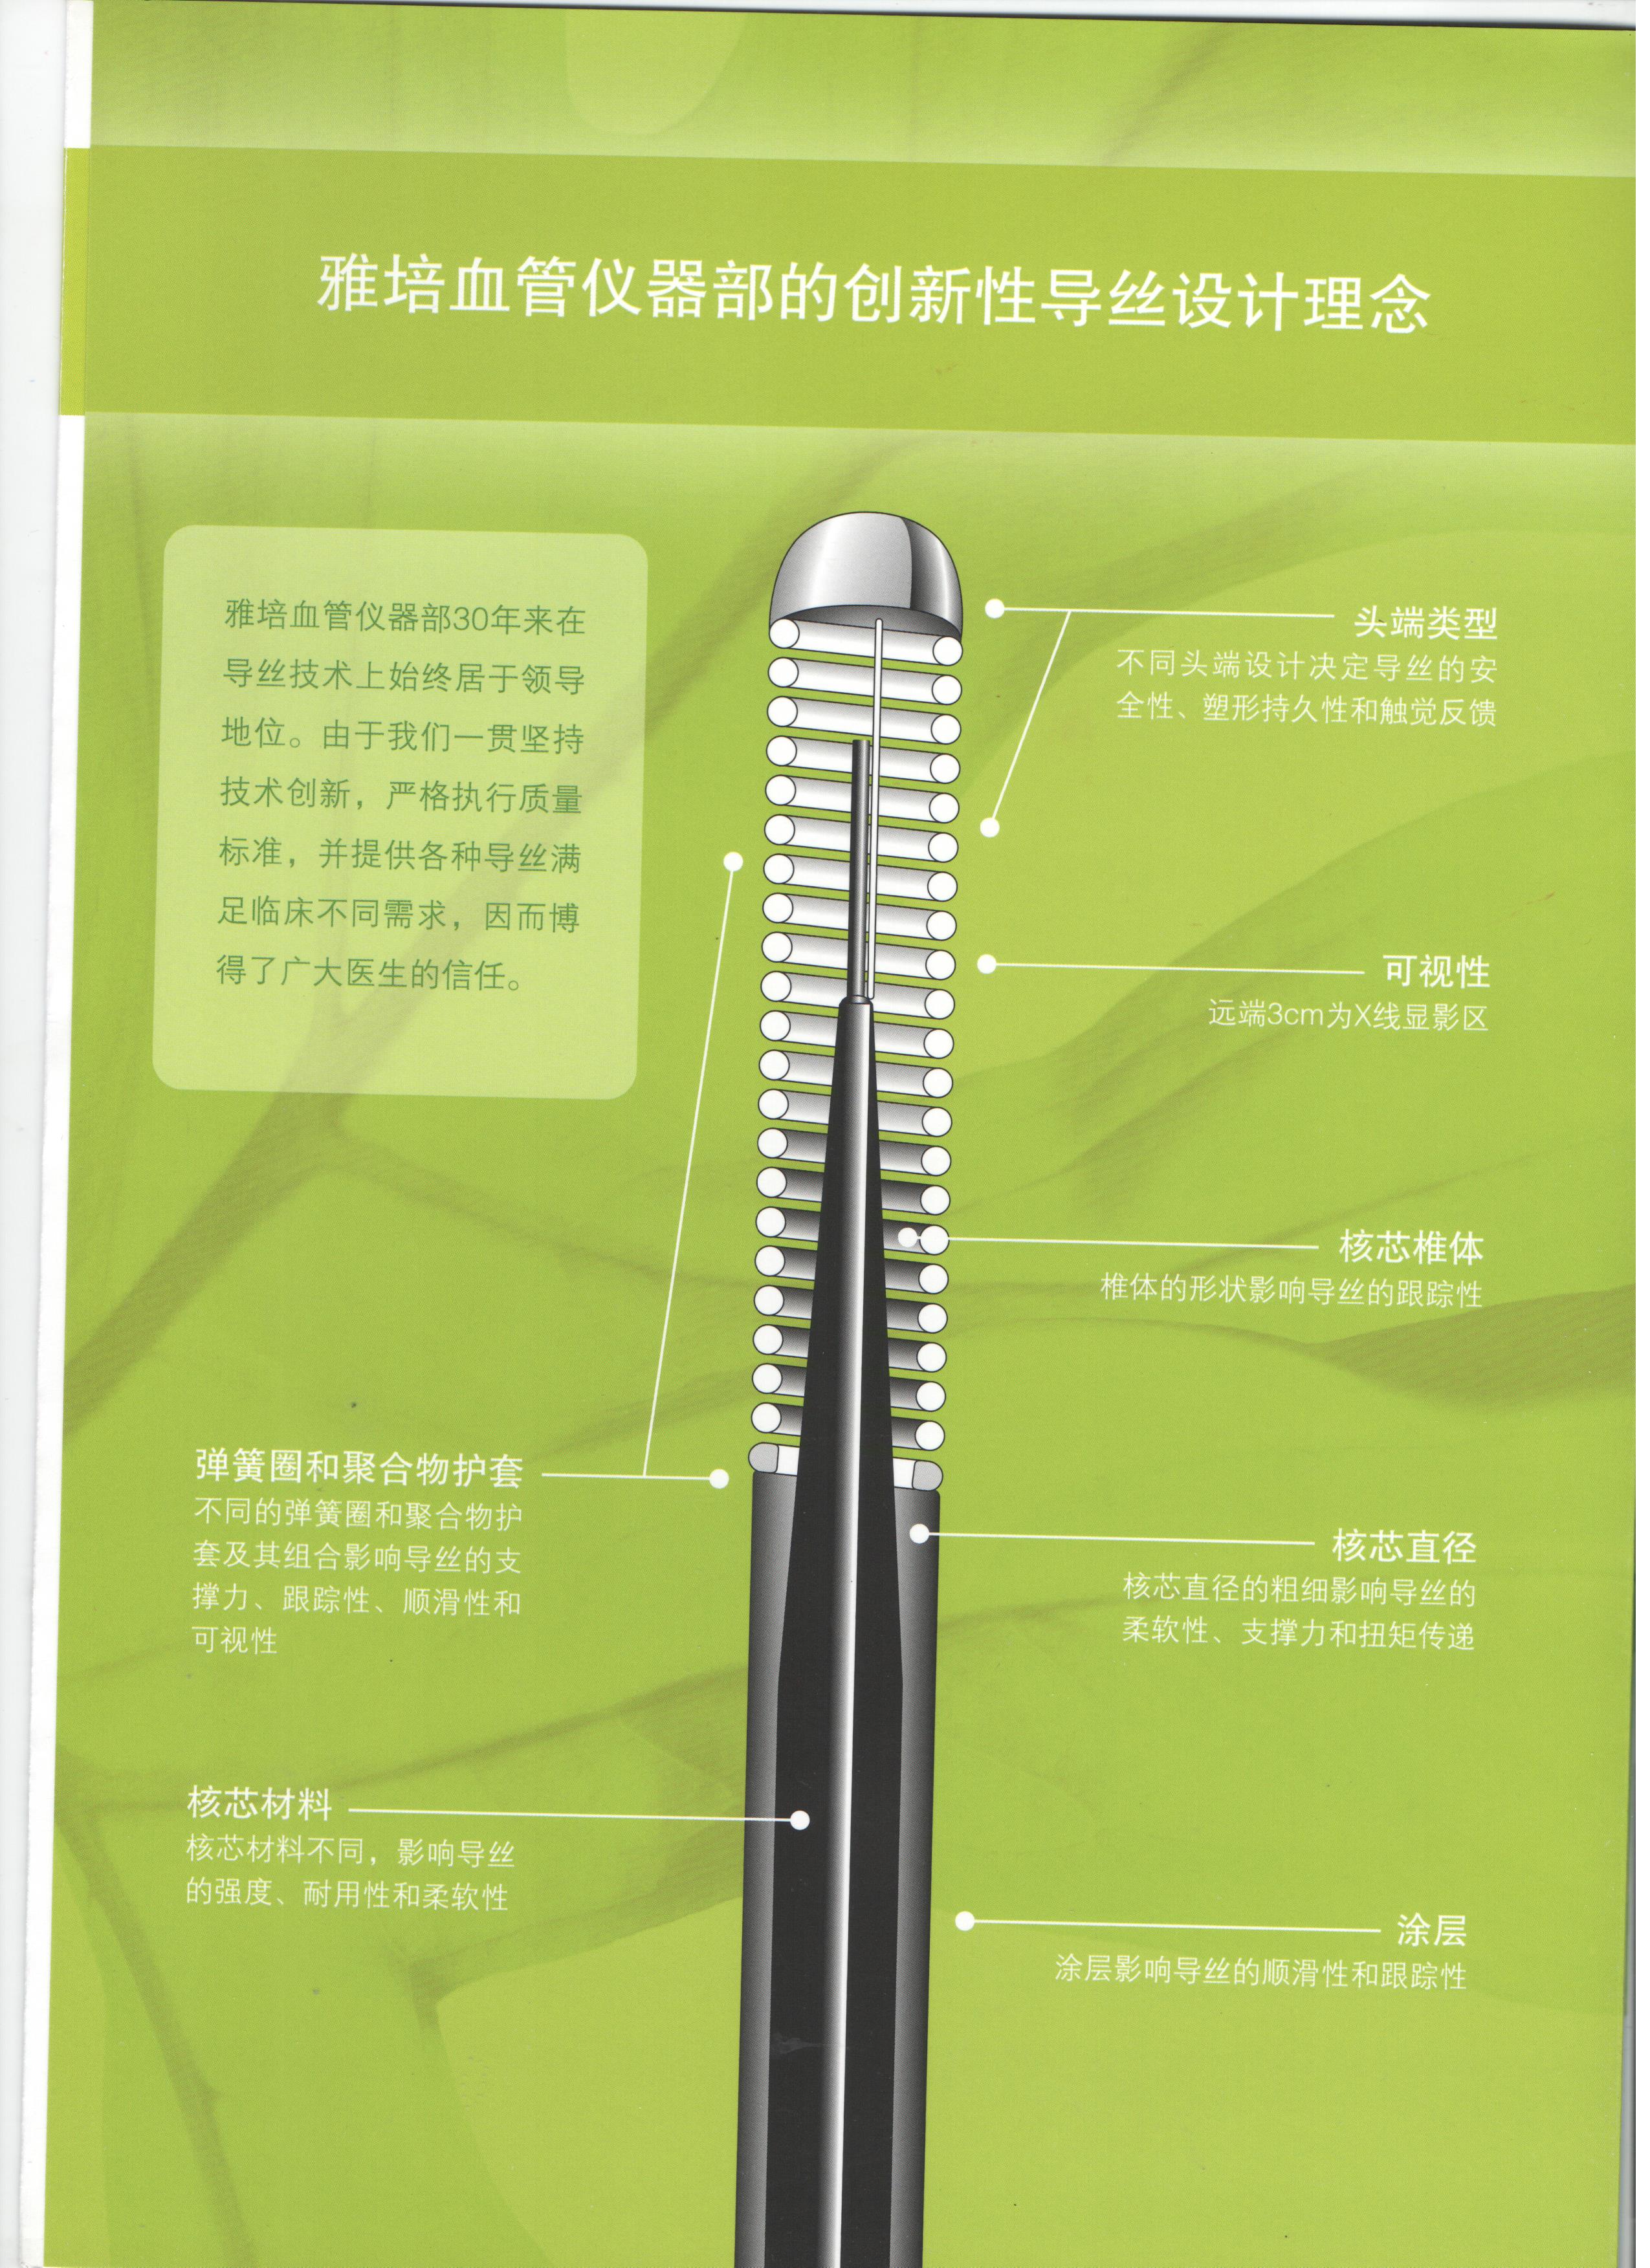 雅培血管仪器部的创新性导丝设计理念
雅培血管仪器部30年来在
导丝技术上始终居于领导
地位。由于我们一贯坚持
技术创新，严格执行质量
标准，并提供各种导丝满
足临床不同需求，因而博
得了广大医生的信任。
头端类型
不同头端设计决定导丝的安
全性、塑形持久性和触觉反馈
可视性
远端3cm为X线显影区
核芯椎体
椎体的形状影响导丝的跟踪性
弹簧圈和聚合物护套
不同的弹簧圈和聚合物护
套及其组合影响导丝的支
撑力、跟踪性、顺滑性和
可视性
核芯直径
核芯直径的粗细影响导丝的
柔软性、支撑力和扭矩传递
核芯材料
核芯材料不同，影响导丝
的强度、耐用性和柔软性
涂层
涂层影响导丝的顺滑性和跟踪性